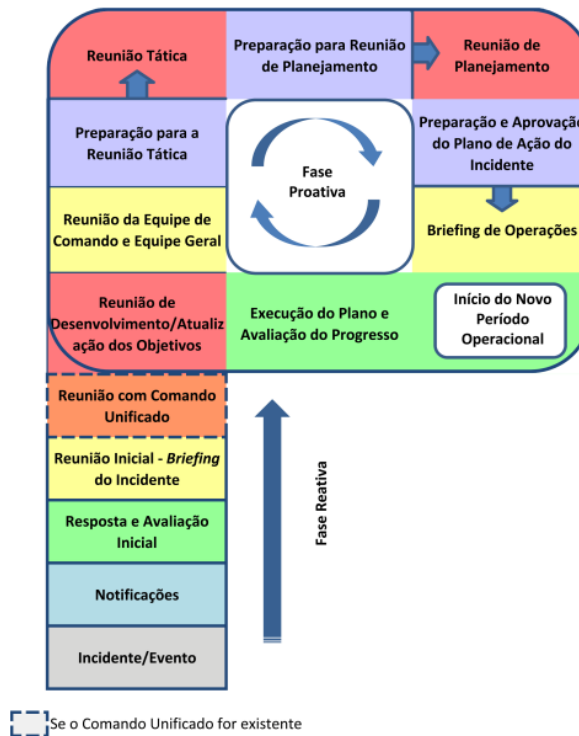 Reunião Tática
Preparação para Reunião
de Planejamento
Reunião de
Planejamento
Preparação para a
Reunião Tática
Fase
Proativa
Preparação e Aprovação
do Plano de Ação do
Incidente
Reunião da Equipe de
Comando e Equipe Geral
Briefing de Operações
Reunião de
Desenvolvimento/Atualiz
ação dos Objetivos
Execução do Plano e
Avaliação do Progresso
Início do Novo
Período
Operacional
Reunião com Comando
Unificado
Reunião Inicial - Briefing
do Incidente
Resposta e Avaliação
Inicial
Notificações
Incidente/Evento
Fase Reativa
Se o Comando Unificado for existente